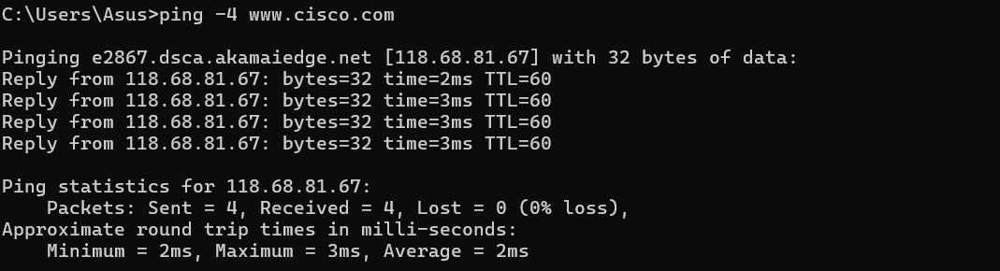 C:\Users\Asus>ping -4 www.cisco.com
Pinging e2867.dsca.akamaiedge.net [118.68.81.67] with 32 bytes of data:
Reply from 118.68.81.67: bytes=32 time=2ms TTL=60
Reply from 118.68.81.67: bytes=32 time=3ms TTL=60
Reply from 118.68.81.67: bytes=32 time=3ms TTL=60
Reply from 118.68.81.67: bytes=32 time=3ms TTL=60
Ping statistics for 118.68.81.67:
    Packets: Sent = 4, Received = 4, Lost = 0 (0% loss),
Approximate round trip times in milli-seconds:
    Minimum = 2ms, Maximum = 3ms, Average = 2ms